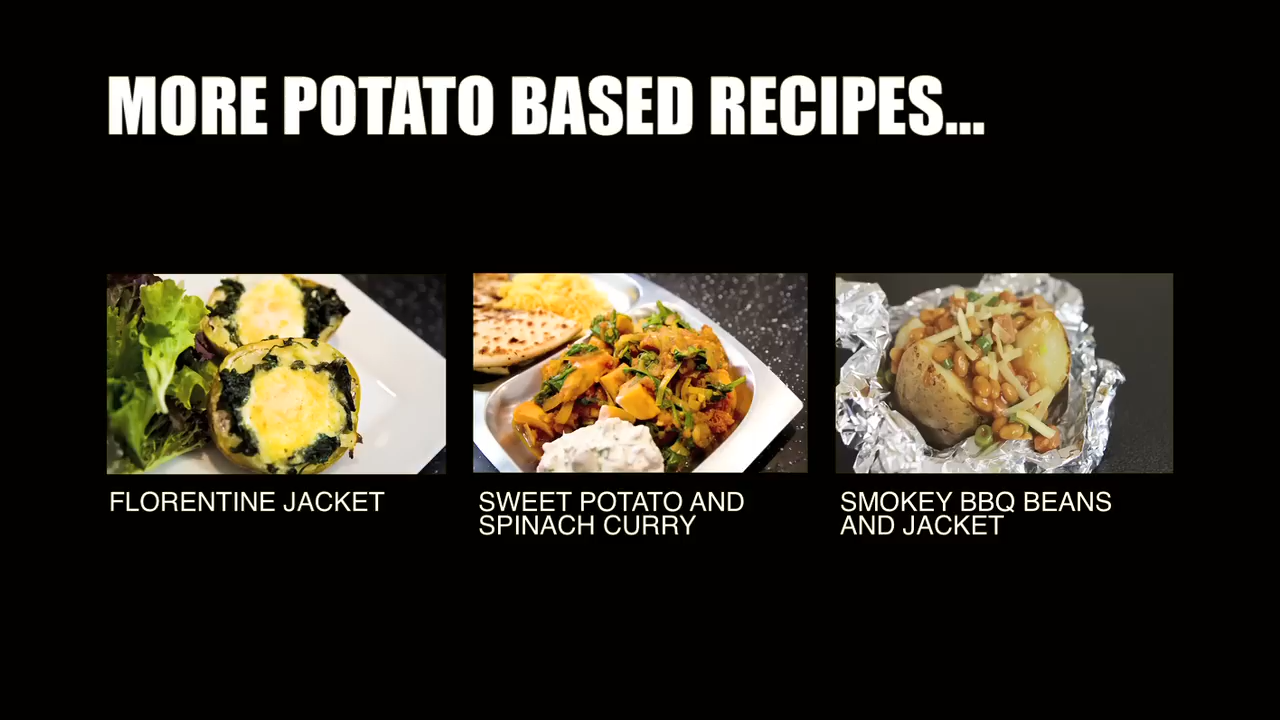 MORE POTATO BASED RECIPES...
FLORENTINE JACKET
SWEET POTATO AND
SPINACH CURRY
SMOKEY BBQ BEANS
AND JACKET